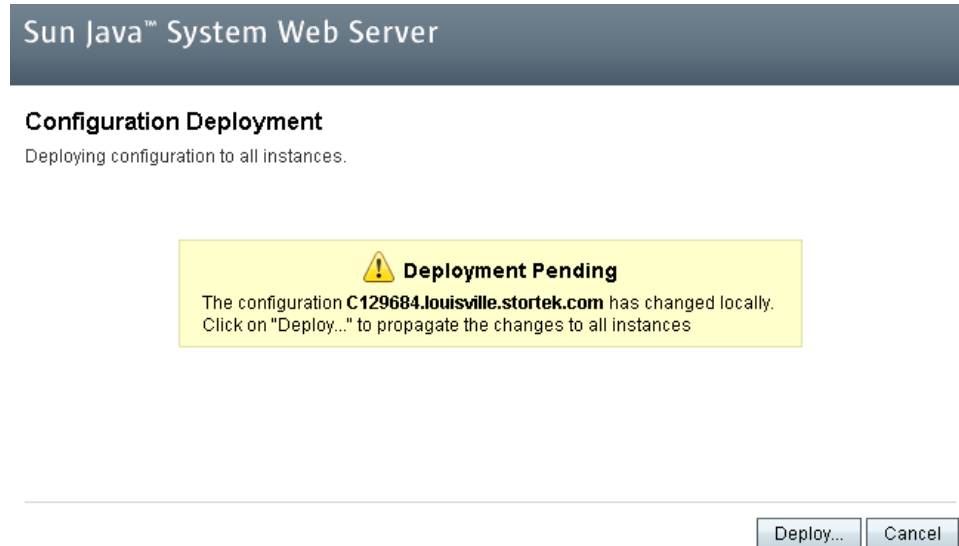 Sun Java™ System Web Server
Configuration Deployment
Deploying configuration to all instances.
Deployment Pending
The configuration C129684.louisville.stortek.com has changed locally.
Click on "Deploy..." to propagate the changes to all instances
Deploy... Cancel